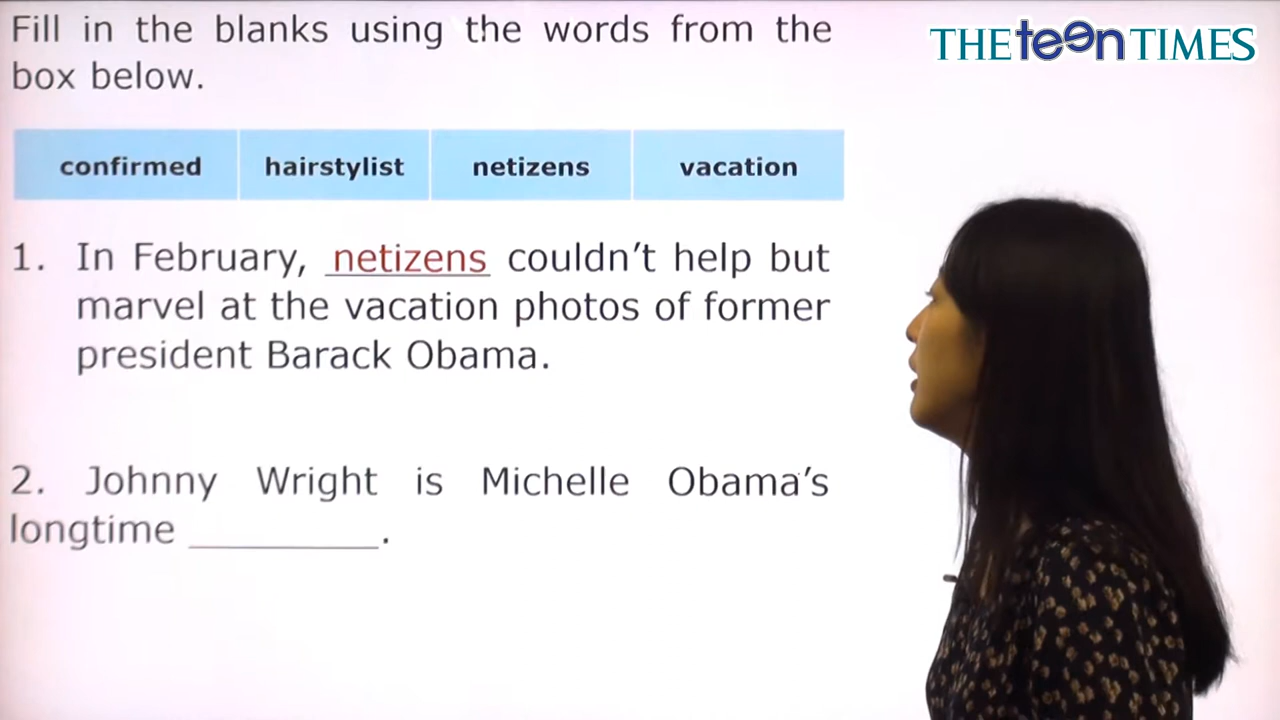 Fill in the blanks using the words from the
box below.
THE teen TIMES
confirmed hairstylist netizens vacation
1. In February, netizens couldn't help but
marvel at the vacation photos of former
president Barack Obama.
2. Johnny Wright is Michelle Obama's
longtime __________.